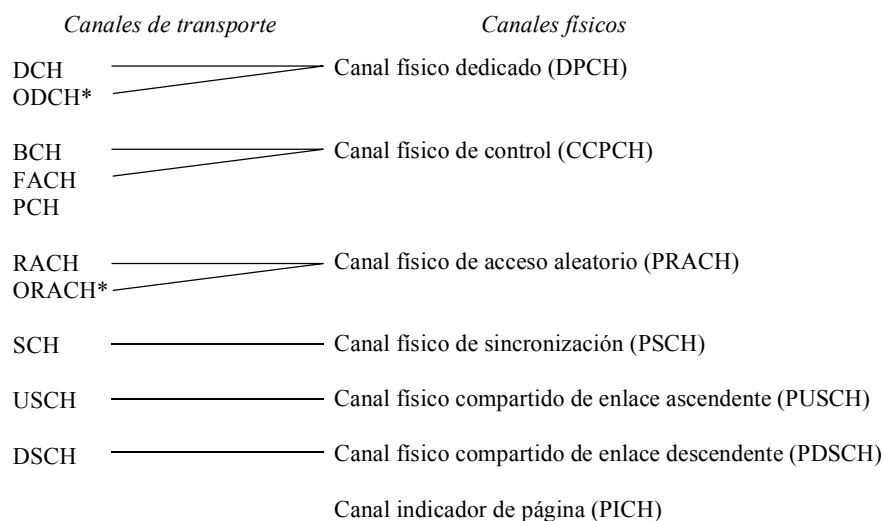 Canales de transporte Canales físicos
DCH Canal físico dedicado (DPCH)
ODCH*
BCH Canal físico de control (CCPCH)
FACH
PCH
RACH Canal físico de acceso aleatorio (PRACH)
ORACH*
SCH Canal físico de sincronización (PSCH)
USCH Canal físico compartido de enlace ascendente (PUSCH)
DSCH Canal físico compartido de enlace descendente (PDSCH)
Canal indicador de página (PICH)